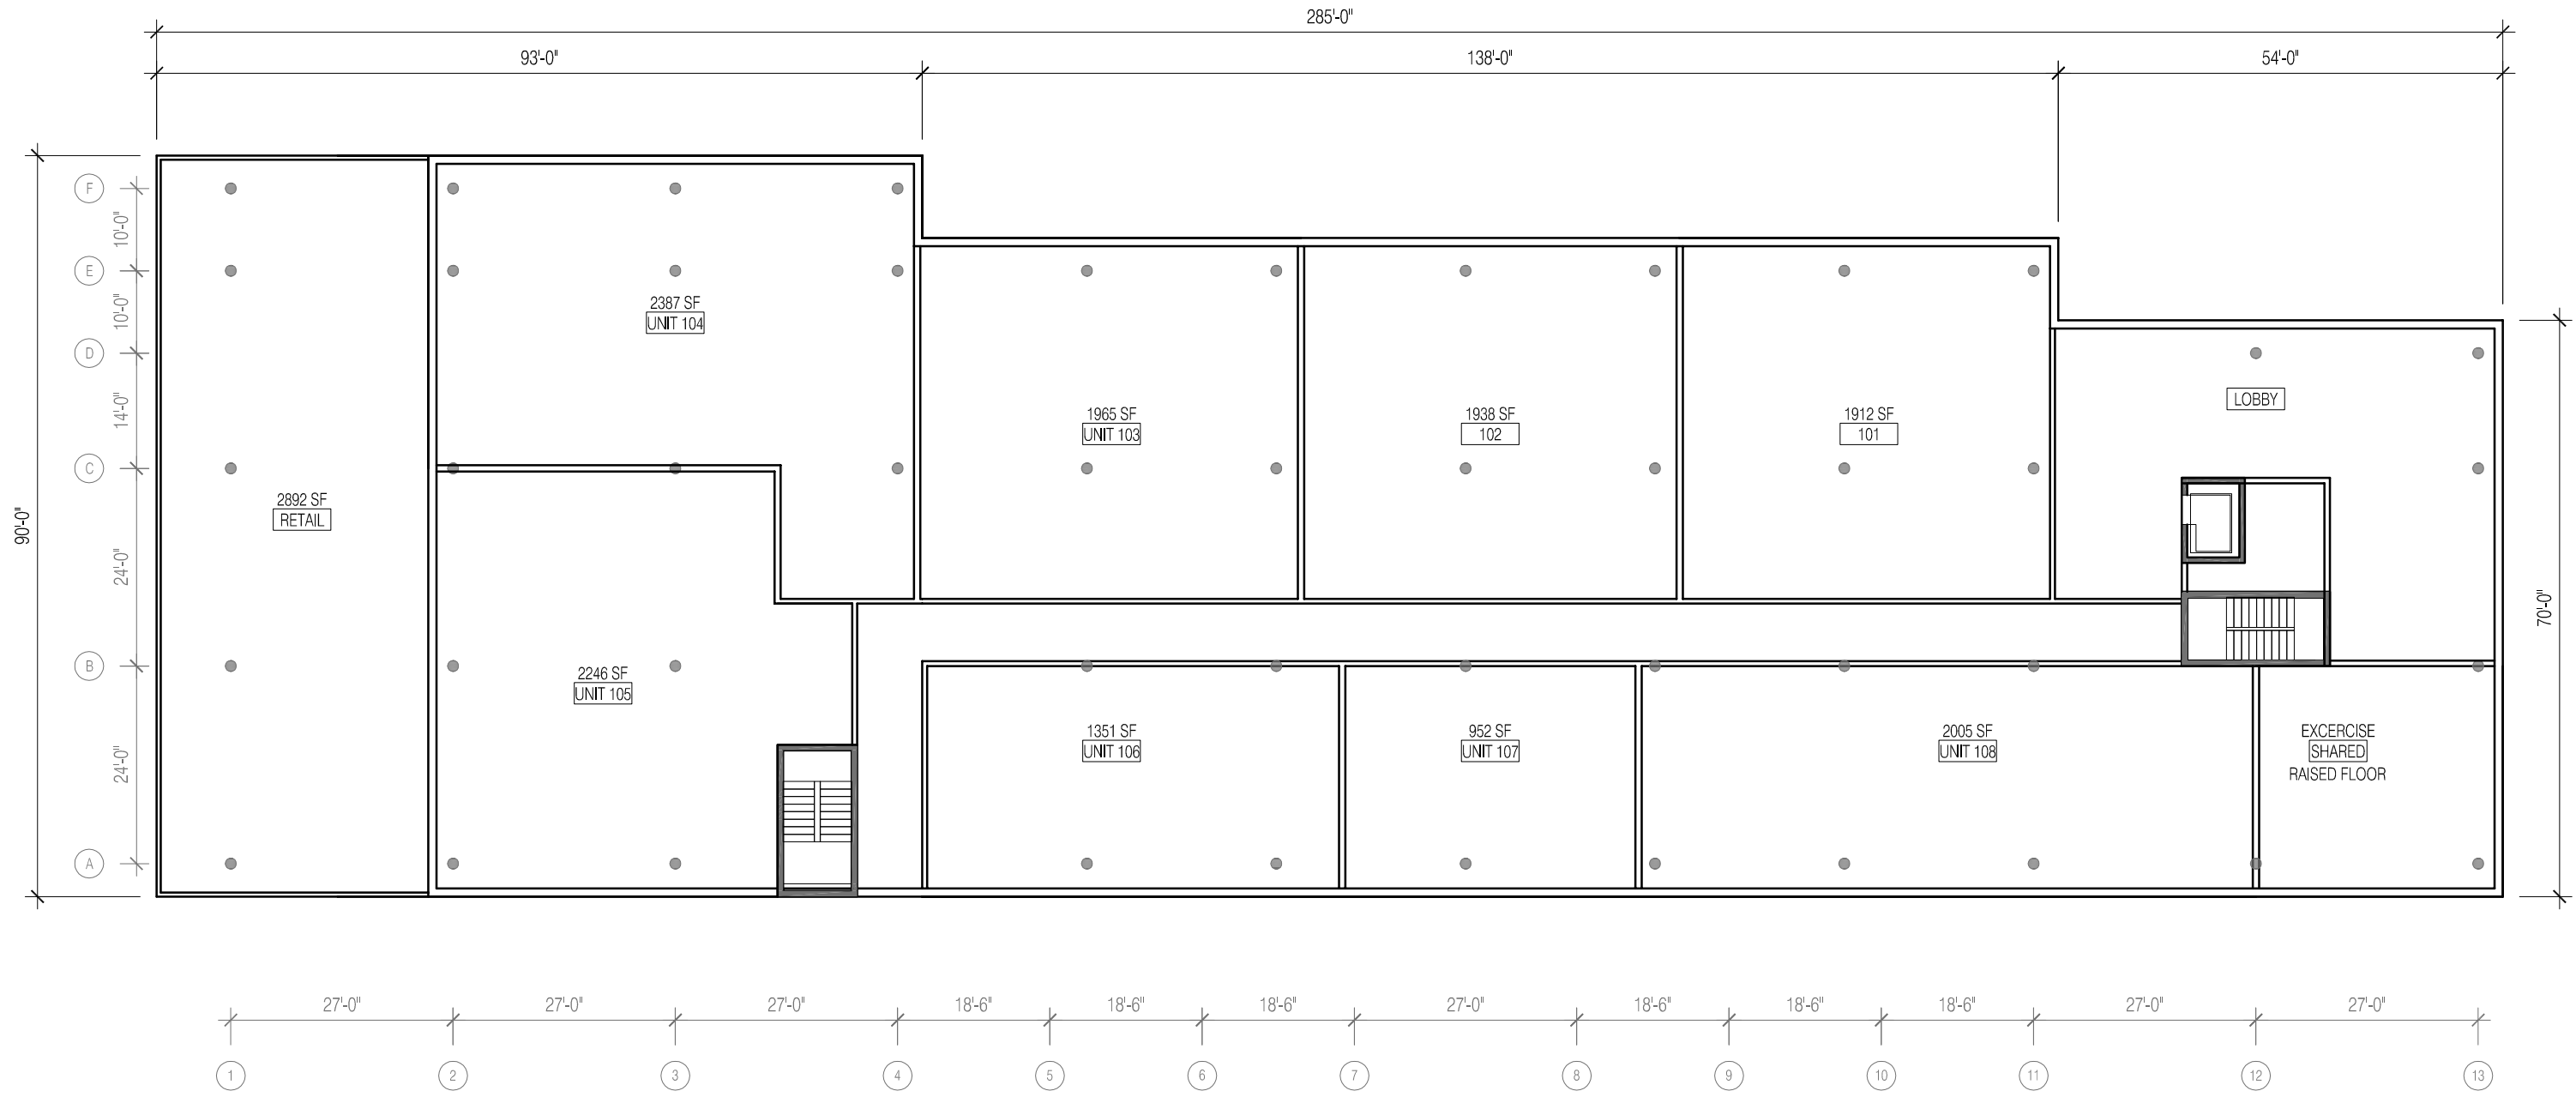 285'-0"
93'-0"
138'-0"
54'-0"
F
10'-0"
E
10'-0"
D
14'-0"
C
24'-0"
B
24'-0"
A
90'-0"
70'-0"
2387 SF
UNIT 104
1965 SF
UNIT 103
1938 SF
102
1912 SF
101
LOBBY
2892 SF
RETAIL
2246 SF
UNIT 105
1351 SF
UNIT 106
952 SF
UNIT 107
2005 SF
UNIT 108
EXCERCISE
SHARED
RAISED FLOOR
27'-0"
27'-0"
27'-0"
18'-6"
18'-6"
18'-6"
27'-0"
18'-6"
18'-6"
18'-6"
27'-0"
27'-0"
1
2
3
4
5
6
7
8
9
10
11
12
13